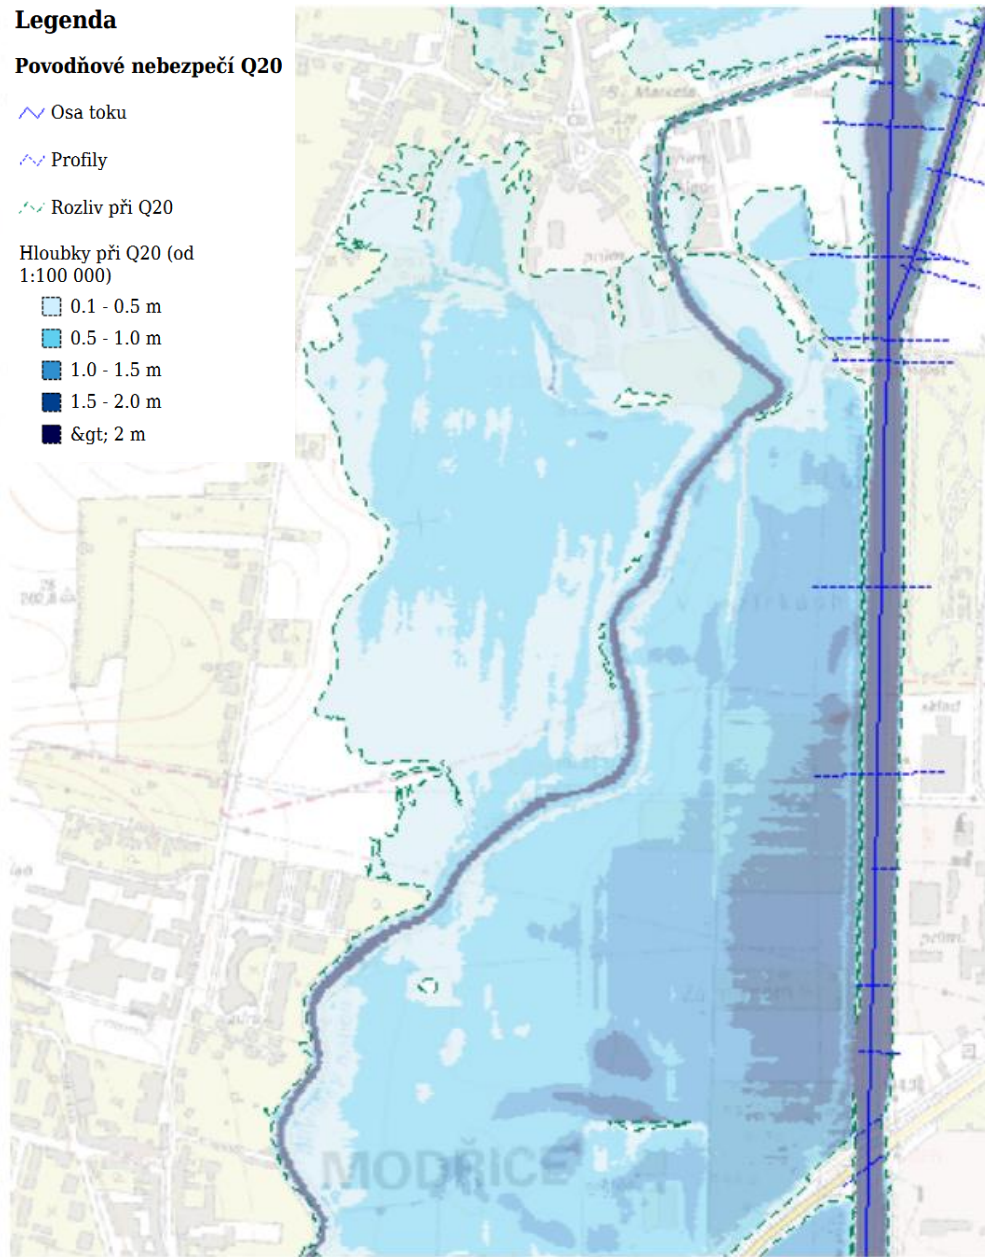 Legenda
Povodňové nebezpečí Q20
Osa toku
Profily
Rozliv při Q20
Hloubky při Q20 (od
1:100 000)
0.1 - 0.5 m
0.5 - 1.0 m
1.0 - 1.5 m
1.5 - 2.0 m
&gt; 2 m
MODŘICE